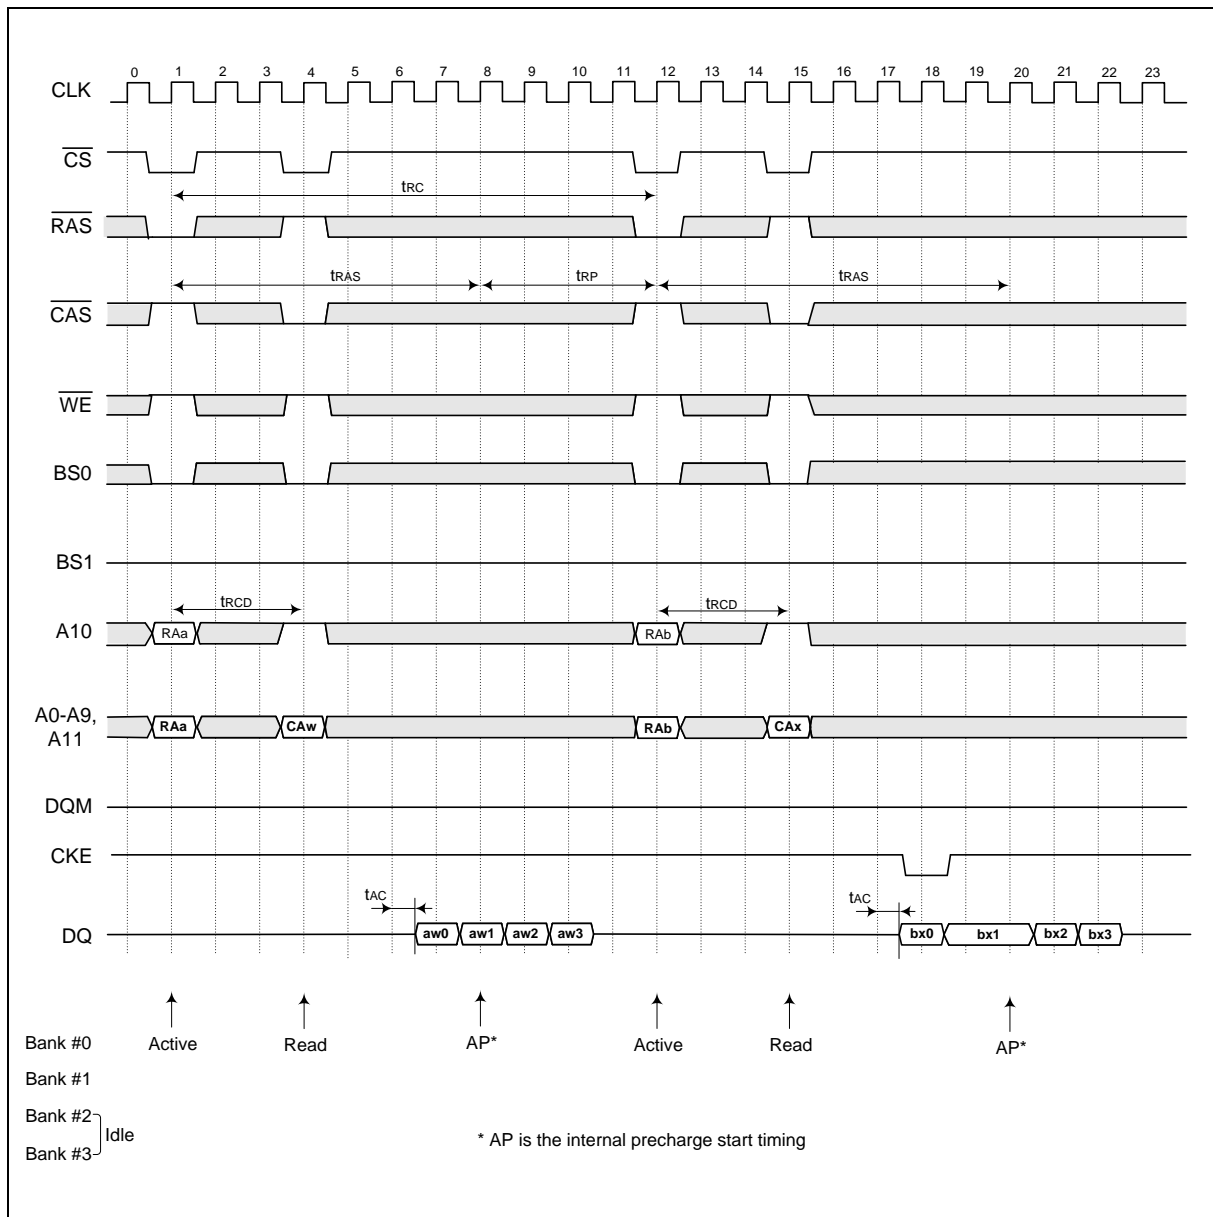 0 1 2 3 4 5 6 7 8 9 10 11 12 13 14 15 16 17 18 19 20 21 22 23
CLK
CS
tRC
RAS
tRAS tRP tRAS
CAS
WE
BS0
BS1
tRCD tRCD
A10 RAa RAb
A0-A9,
A11
RAa CAw RAb CAx
DQM
CKE
tAC tAC
DQ aw0 aw1 aw2 aw3 bx0 bx1 bx2 bx3
Bank #0 Active Read AP* Active Read AP*
Bank #1
Bank #2
Idle
Bank #3
* AP is the internal precharge start timing